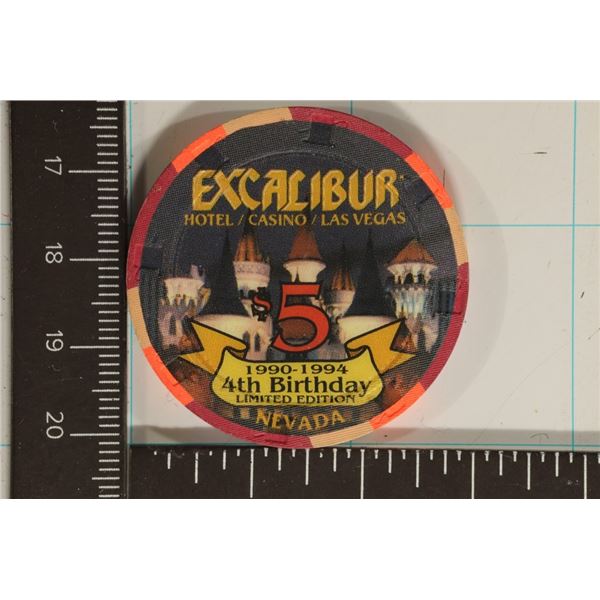 EXCALIBUR
HOTEL / CASINO / LAS VEGAS
$5
1990-1994
4th Birthday
LIMITED EDITION
NEVADA
17
18
19
20